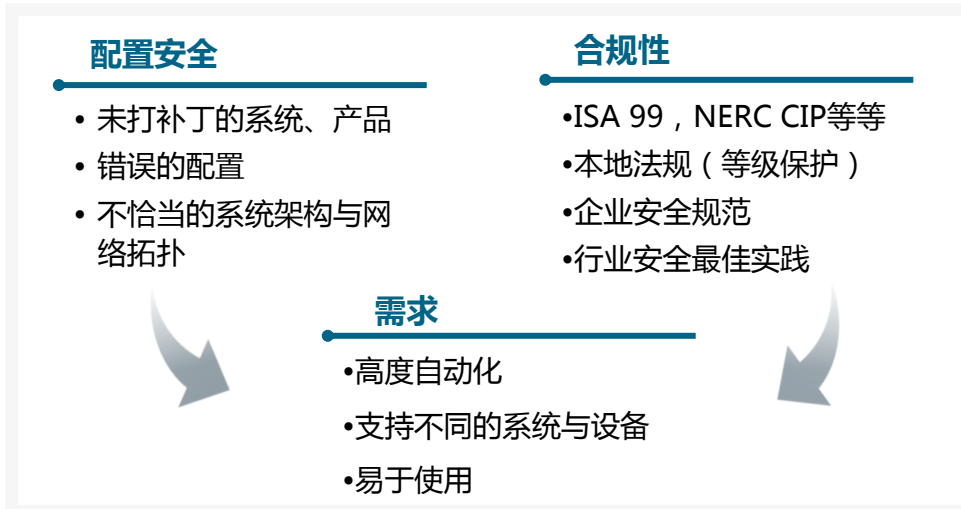 配置安全
• 未打补丁的系统、产品
• 错误的配置
• 不恰当的系统架构与网
络拓扑
合规性
•ISA 99，NERC CIP等等
•本地法规（等级保护）
•企业安全规范
•行业安全最佳实践
需求
•高度自动化
•支持不同的系统与设备
•易于使用